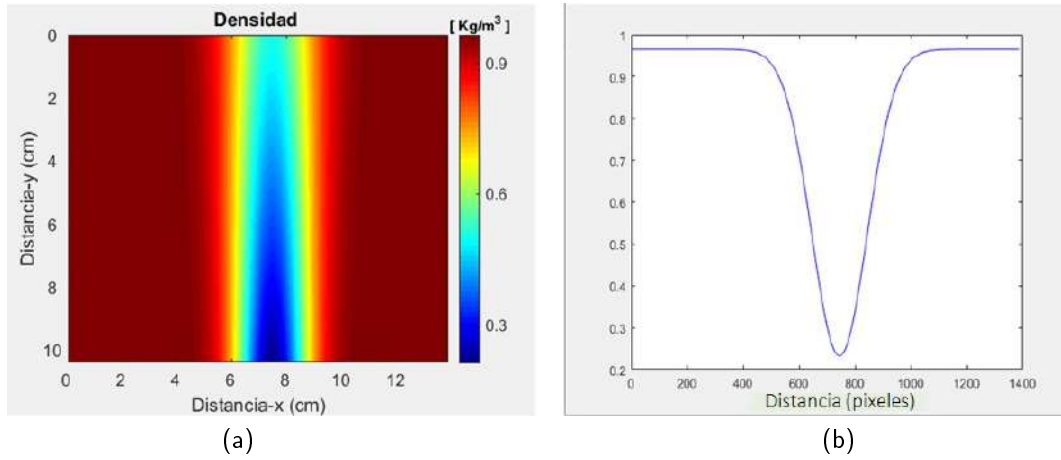 Densidad
[ Kg/m³ ]
0
2
4
6
8
10
Distancia-y (cm)
0 2 4 6 8 10 12
Distancia-x (cm)
0.9
0.6
0.3
(a)
1
0.9
0.8
0.7
0.6
0.5
0.4
0.3
0.2
0 200 400 600 800 1000 1200 1400
Distancia (pixeles)
(b)